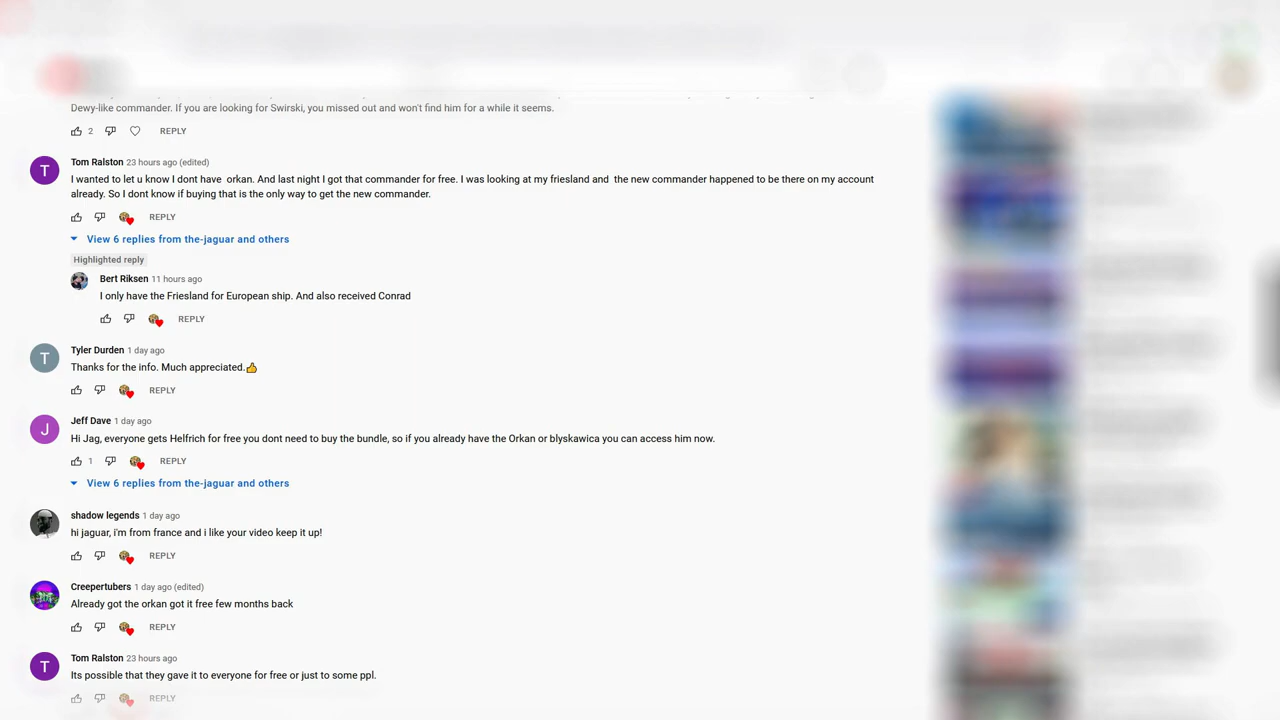 Dewy-like commander. If you are looking for Swirski, you missed out and won't find him for a while it seems.
2 REPLY
T Tom Ralston 23 hours ago (edited)
I wanted to let u know I dont have orkan. And last night I got that commander for free. I was looking at my friesland and the new commander happened to be there on my account
already. So I dont know if buying that is the only way to get the new commander.
REPLY
View 6 replies from the-jaguar and others
Highlighted reply
Bert Riksen 11 hours ago
I only have the Friesland for European ship. And also received Conrad
REPLY
T Tyler Durden 1 day ago
Thanks for the info. Much appreciated.👍
REPLY
J Jeff Dave 1 day ago
Hi Jag, everyone gets Helfrich for free you dont need to buy the bundle, so if you already have the Orkan or blyskawica you can access him now.
1 REPLY
View 6 replies from the-jaguar and others
shadow legends 1 day ago
hi jaguar, i'm from france and i like your video keep it up!
REPLY
Creepertubers 1 day ago (edited)
Already got the orkan got it free few months back
REPLY
T Tom Ralston 23 hours ago
Its possible that they gave it to everyone for free or just to some ppl.
REPLY